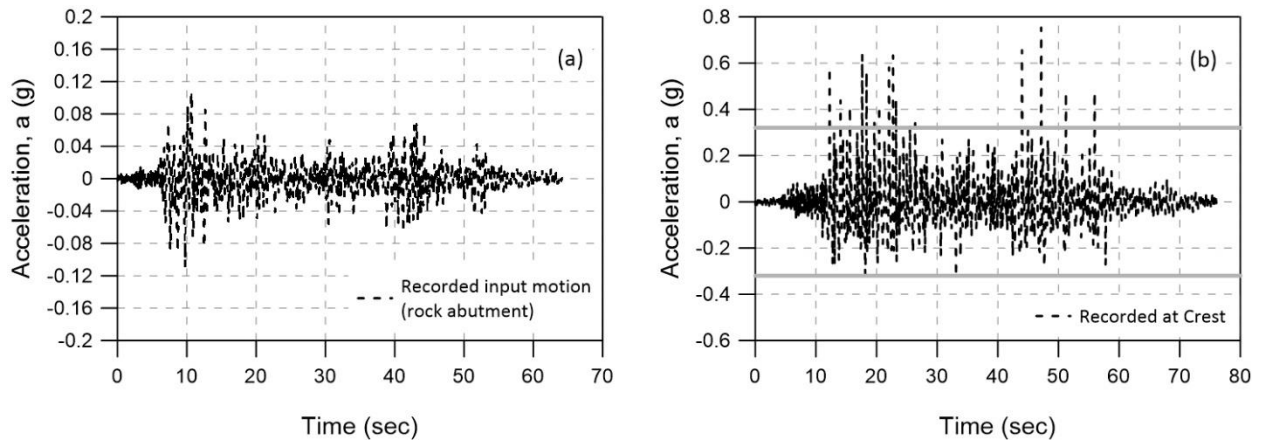 0.2
0.16
0.12
0.08
0.04
0
-0.04
-0.08
-0.12
-0.16
-0.2
Acceleration, a (g)
(a)
Recorded input motion
(rock abutment)
0 10 20 30 40 50 60 70
Time (sec)
0.8
0.6
0.4
0.2
0
-0.2
-0.4
-0.6
Acceleration, a (g)
(b)
Recorded at Crest
0 10 20 30 40 50 60 70 80
Time (sec)